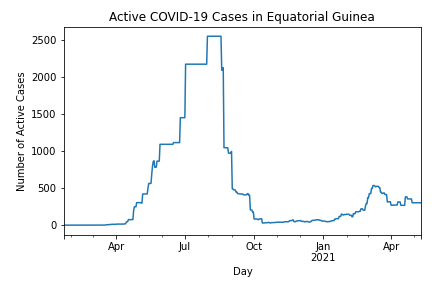 Active COVID-19 Cases in Equatorial Guinea
Number of Active Cases
2500
2000
1500
1000
500
0
Apr
Jul
Oct
Jan
2021
Apr
Day